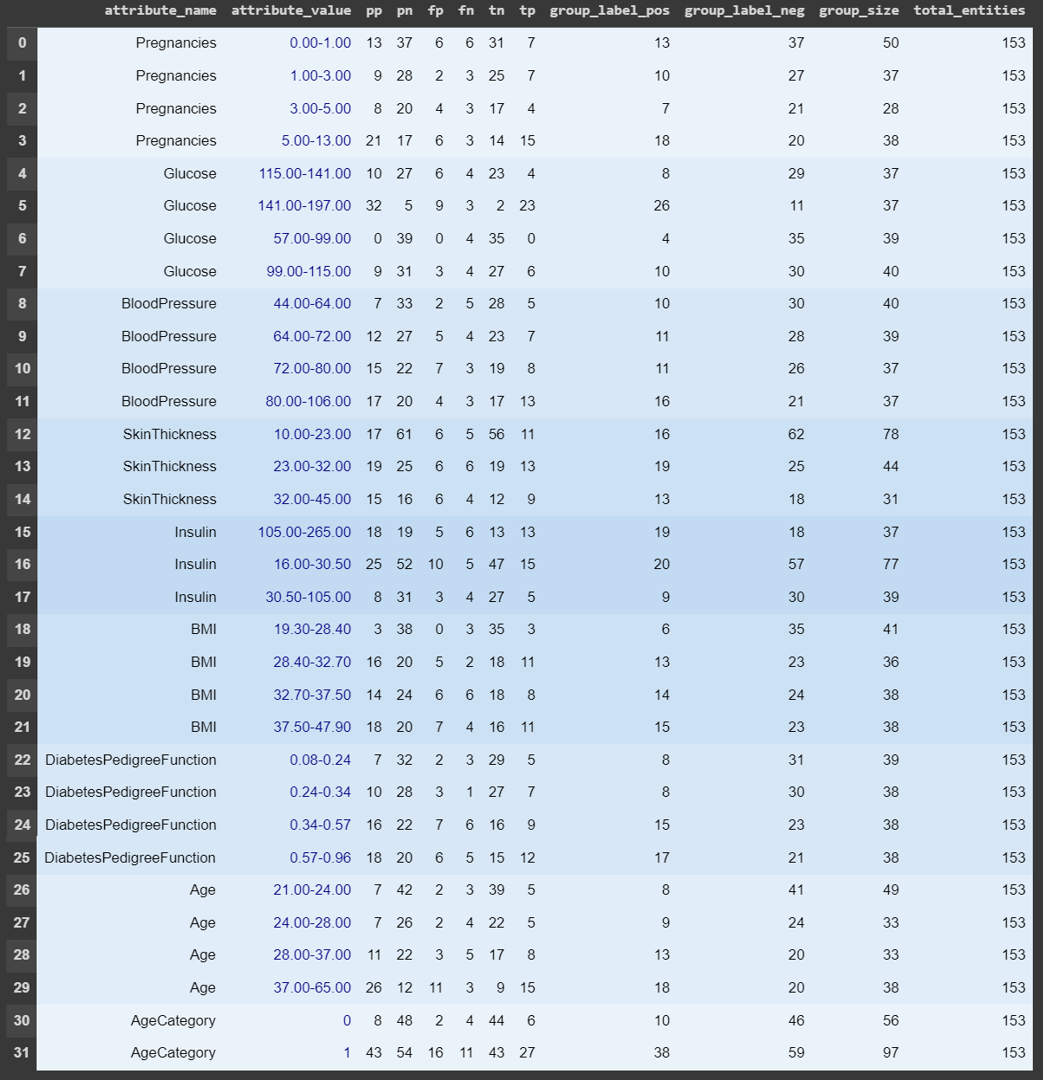 attribute_name attribute_value pp pn fp fn tn tp group_label_pos group_label_neg group_size total_entities
0 Pregnancies 0.00-1.00 13 37 6 6 31 7 13 37 50 153
1 Pregnancies 1.00-3.00 9 28 2 3 25 7 10 27 37 153
2 Pregnancies 3.00-5.00 8 20 4 3 17 4 7 21 28 153
3 Pregnancies 5.00-13.00 21 17 6 3 14 15 18 20 38 153
4 Glucose 115.00-141.00 10 27 6 4 23 4 8 29 37 153
5 Glucose 141.00-197.00 32 5 9 3 2 23 26 11 37 153
6 Glucose 57.00-99.00 0 39 0 4 35 0 4 35 39 153
7 Glucose 99.00-115.00 9 31 3 4 27 6 10 30 40 153
8 BloodPressure 44.00-64.00 7 33 2 5 28 5 10 30 40 153
9 BloodPressure 64.00-72.00 12 27 5 4 23 7 11 28 39 153
10 BloodPressure 72.00-80.00 15 22 7 3 19 8 11 26 37 153
11 BloodPressure 80.00-106.00 17 20 4 3 17 13 16 21 37 153
12 SkinThickness 10.00-23.00 17 61 6 5 56 11 16 62 78 153
13 SkinThickness 23.00-32.00 19 25 6 6 19 13 19 25 44 153
14 SkinThickness 32.00-45.00 15 16 6 4 12 9 13 18 31 153
15 Insulin 105.00-265.00 18 19 5 6 13 13 19 18 37 153
16 Insulin 16.00-30.50 25 52 10 5 47 15 20 57 77 153
17 Insulin 30.50-105.00 8 31 3 4 27 5 9 30 39 153
18 BMI 19.30-28.40 3 38 0 3 35 3 6 35 41 153
19 BMI 28.40-32.70 16 20 5 2 18 11 13 23 36 153
20 BMI 32.70-37.50 14 24 6 6 18 8 14 24 38 153
21 BMI 37.50-47.90 18 20 7 4 16 11 15 23 38 153
22 DiabetesPedigreeFunction 0.08-0.24 7 32 2 3 29 5 8 31 39 153
23 DiabetesPedigreeFunction 0.24-0.34 10 28 3 1 27 7 8 30 38 153
24 DiabetesPedigreeFunction 0.34-0.57 16 22 7 6 16 9 15 23 38 153
25 DiabetesPedigreeFunction 0.57-0.96 18 20 6 5 15 12 17 21 38 153
26 Age 21.00-24.00 7 42 2 3 39 5 8 41 49 153
27 Age 24.00-28.00 7 26 2 4 22 5 9 24 33 153
28 Age 28.00-37.00 11 22 3 5 17 8 13 20 33 153
29 Age 37.00-65.00 26 12 11 3 9 15 18 20 38 153
30 AgeCategory 0 8 48 2 4 44 6 10 46 56 153
31 AgeCategory 1 43 54 16 11 43 27 38 59 97 153